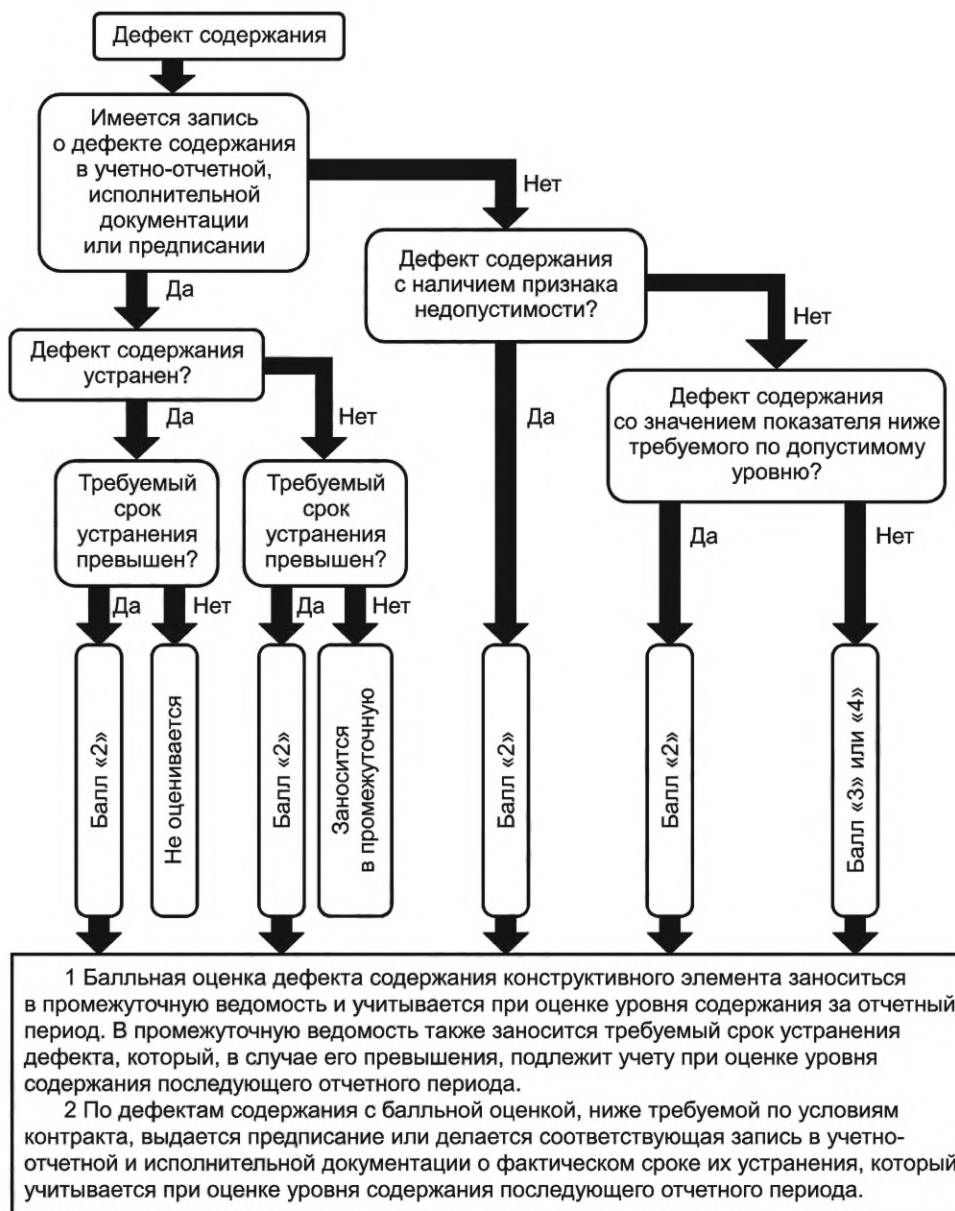 Дефект содержания
Имеется запись
о дефекте содержания
в учетно-отчетной,
исполнительной
документации
или предписании
Нет
Дефект содержания
с наличием признака
недопустимости?
Да
Нет
Дефект содержания
устранен?
Дефект содержания
со значением показателя ниже
требуемого по допустимому
уровню?
Да
Нет
Да
Требуемый
срок
устранения
превышен?
Требуемый
срок
устранения
превышен?
Да
Нет
Да
Нет
Да
Нет
Балл «2»
Не оценивается
Балл «2»
Заносится
в промежуточную
Балл «2»
Балл «2»
Балл «3» или «4»
1 Балльная оценка дефекта содержания конструктивного элемента заноситься
в промежуточную ведомость и учитывается при оценке уровня содержания за отчетный
период. В промежуточную ведомость также заносится требуемый срок устранения
дефекта, который, в случае его превышения, подлежит учету при оценке уровня
содержания последующего отчетного периода.
2 По дефектам содержания с балльной оценкой, ниже требуемой по условиям
контракта, выдается предписание или делается соответствующая запись в учетно-
отчетной и исполнительной документации о фактическом сроке их устранения, который
учитывается при оценке уровня содержания последующего отчетного периода.